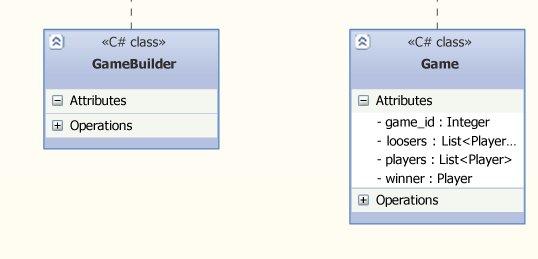 «C# class»
GameBuilder
Attributes
Operations
«C# class»
Game
Attributes
- game_id : Integer
- loosers : List<Player...
- players : List<Player>
- winner : Player
Operations